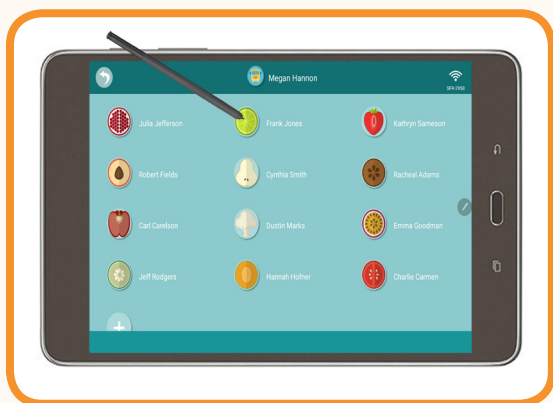 Megan Hannon
SFA-2958
Julia Jefferson
Frank Jones
Kathryn Sameson
Robert Fields
Cynthia Smith
Racheal Adams
Carl Carelson
Dustin Marks
Emma Goodman
Jeff Rodgers
Hannah Hofner
Charlie Carmen